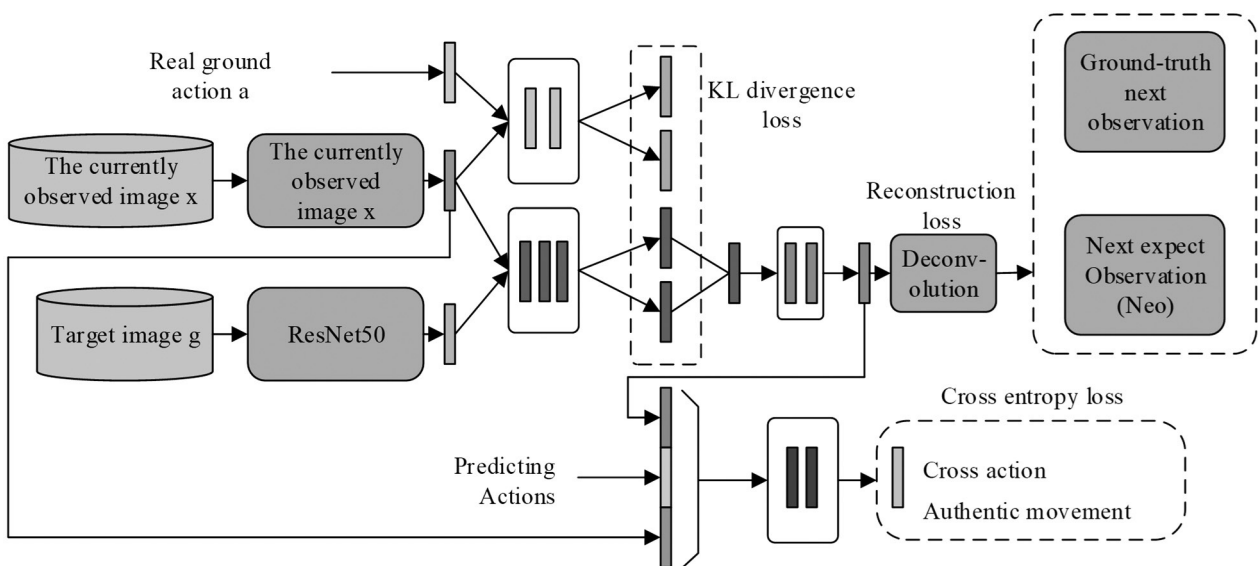 Real ground
action a
The currently
observed image x
The currently
observed
image x
Target image g
ResNet50
KL divergence
loss
Reconstruction
loss
Deconv-
olution
Ground-truth
next
observation
Next expect
Observation
(Neo)
Predicting
Actions
Cross entropy loss
Cross action
Authentic movement